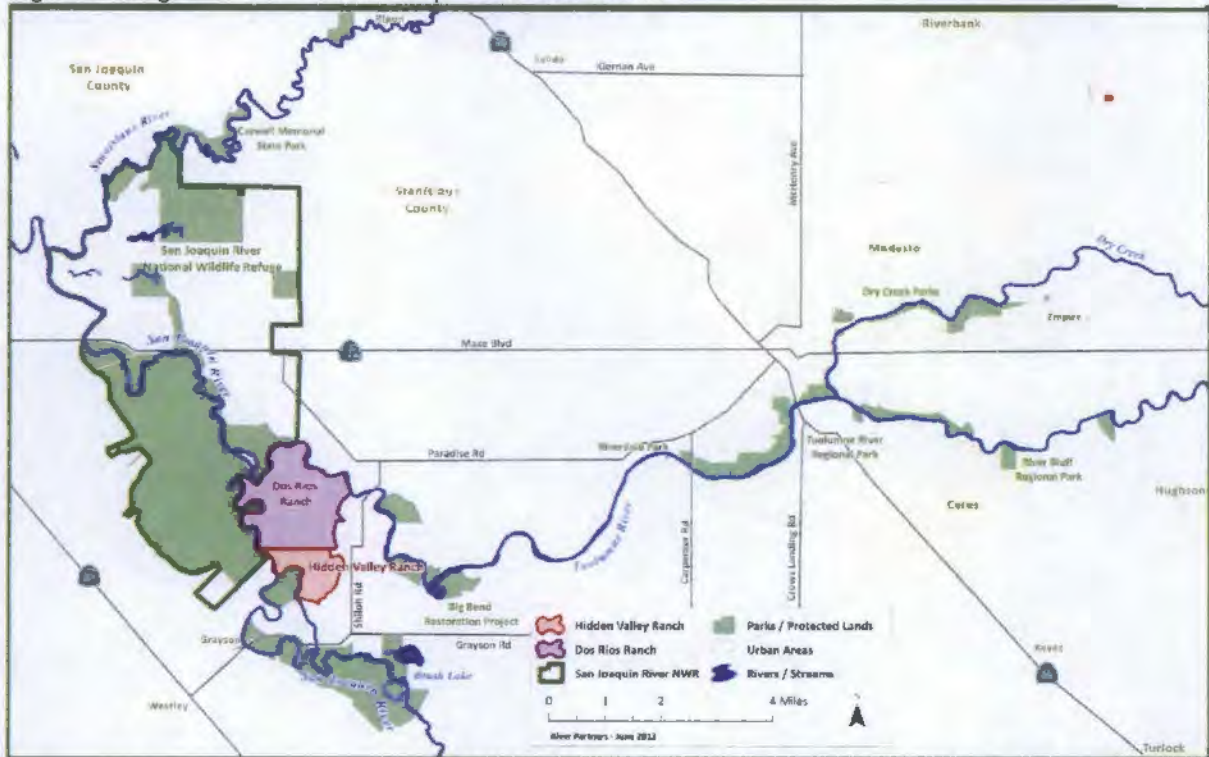 Riverbank
San Joaquin
County
Kiernan Ave
Stanislaus River
Caswell Memorial
State Park
McHenry Ave
Stanislaus
County
San Joaquin River
National Wildlife Refuge
Modesto
Dry Creek
Dry Creek Parks
Empire
San Joaquin River
Maze Blvd
Dos Rios
Ranch
Paradise Rd
Riverdale Park
Tuolumne River
Regional Park
River Bluff
Regional Park
Hughson
Ceres
Tuolumne River
Carpenter Rd
Crows Landing Rd
Hidden Valley Ranch
Shiloh Rd
Big Bend
Restoration Project
Grayson
Grayson Rd
Brush Lake
San Joaquin River
Westley
Keyes
Turlock
Hidden Valley Ranch
Dos Rios Ranch
San Joaquin River NWR
Parks / Protected Lands
Urban Areas
Rivers / Streams
0 1 2 4 Miles
River Partners - June 2012